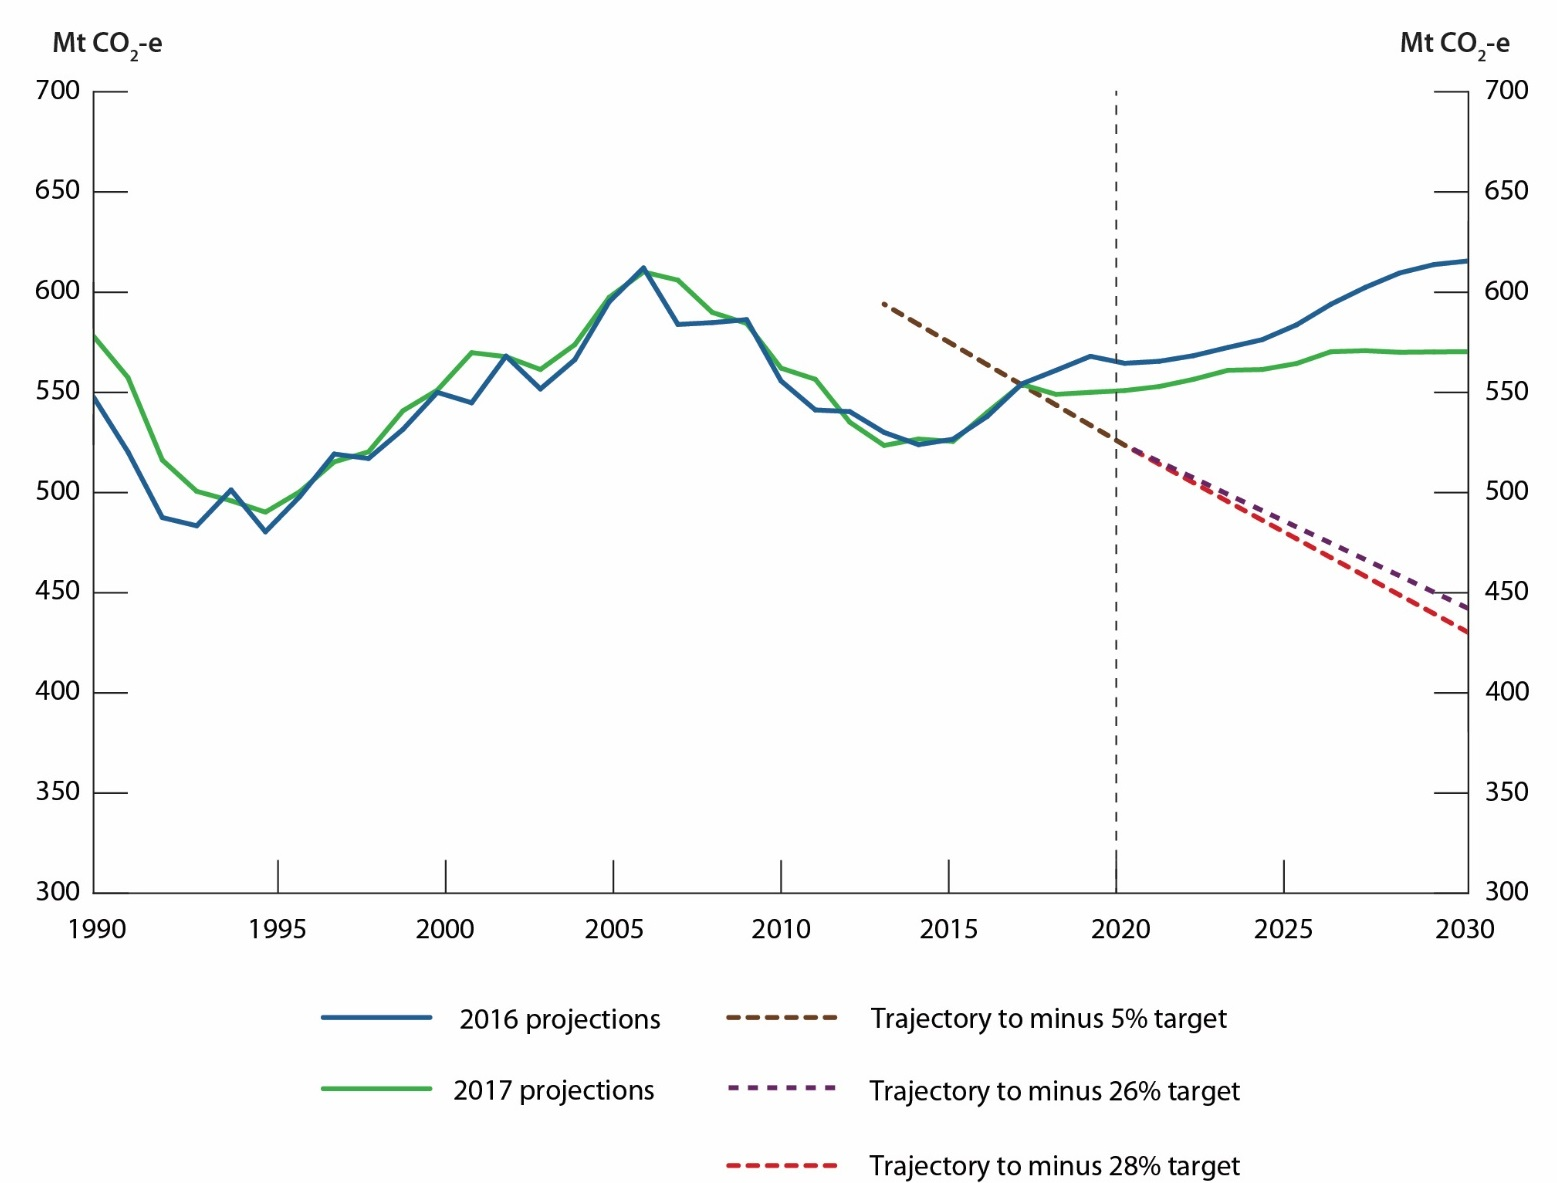 Mt CO₂-e Mt CO₂-e
700 700
650 650
600 600
550 550
500 500
450 450
400 400
350 350
300 300
1990 1995 2000 2005 2010 2015 2020 2025 2030
2016 projections Trajectory to minus 5% target
2017 projections Trajectory to minus 26% target
Trajectory to minus 28% target